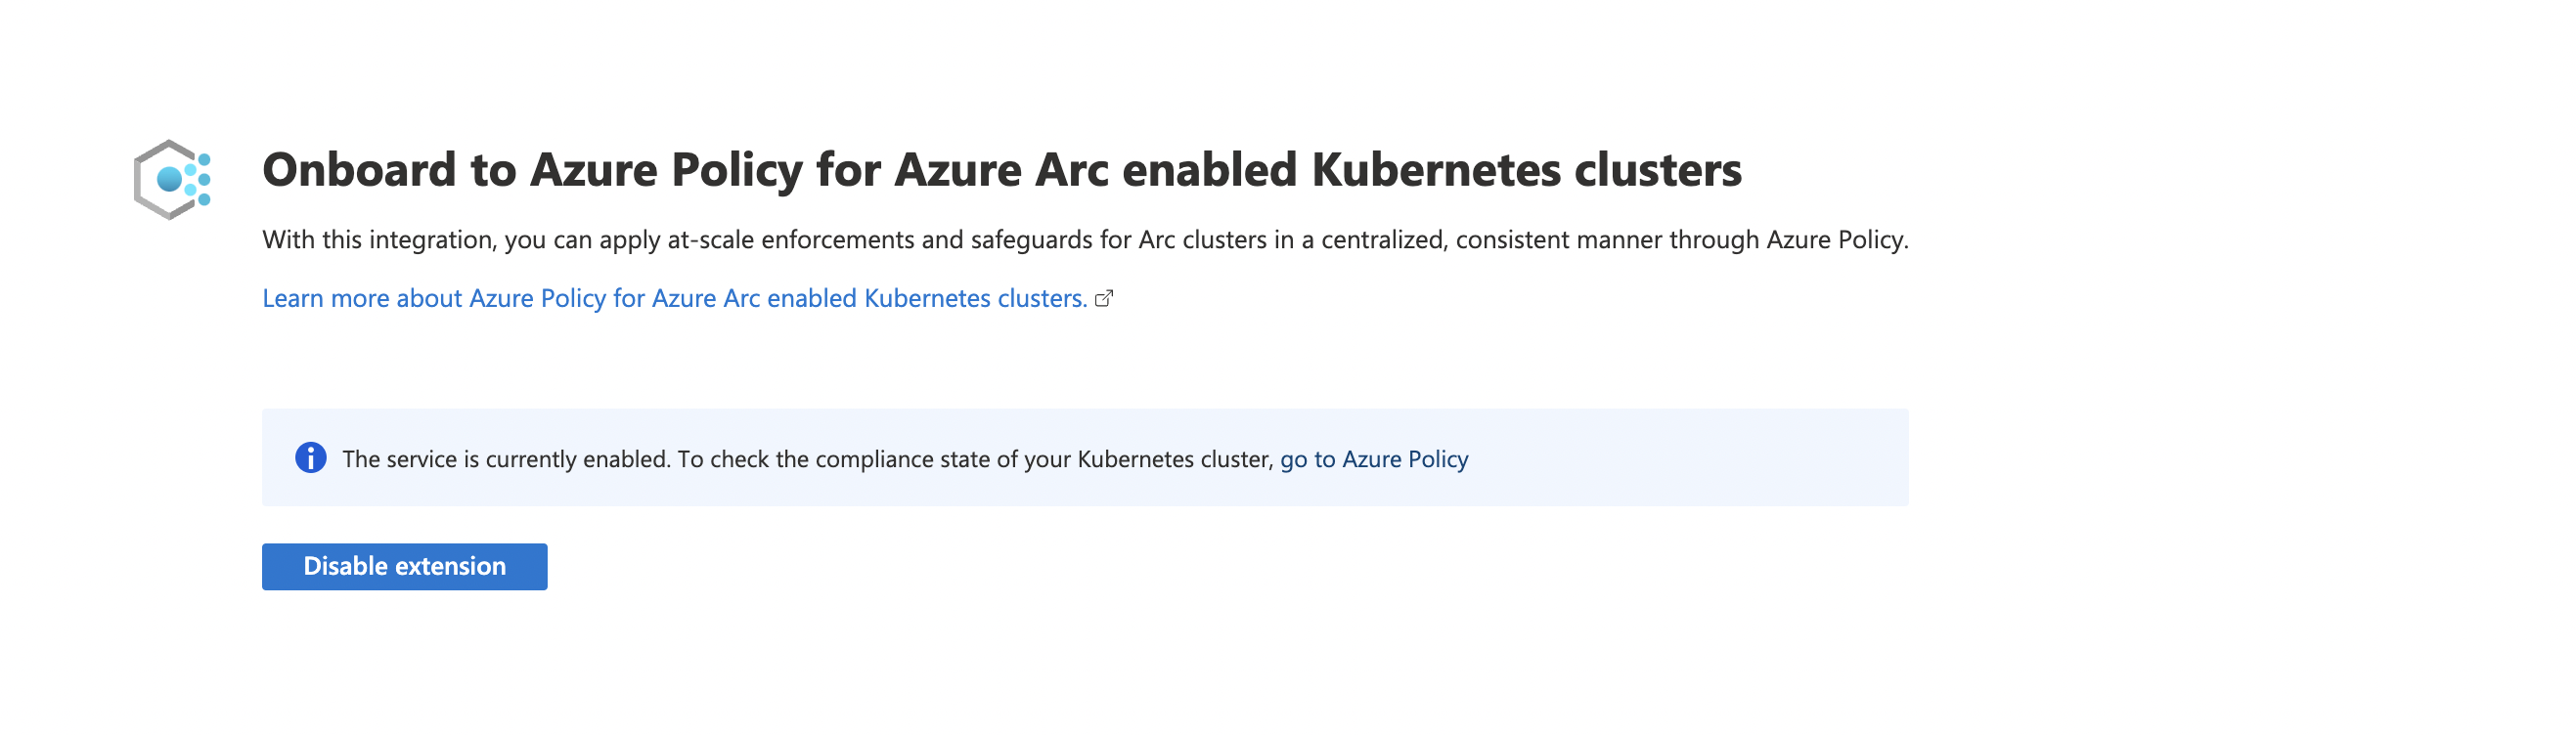 Onboard to Azure Policy for Azure Arc enabled Kubernetes clusters
With this integration, you can apply at-scale enforcements and safeguards for Arc clusters in a centralized, consistent manner through Azure Policy.
Learn more about Azure Policy for Azure Arc enabled Kubernetes clusters.
The service is currently enabled. To check the compliance state of your Kubernetes cluster, go to Azure Policy
Disable extension